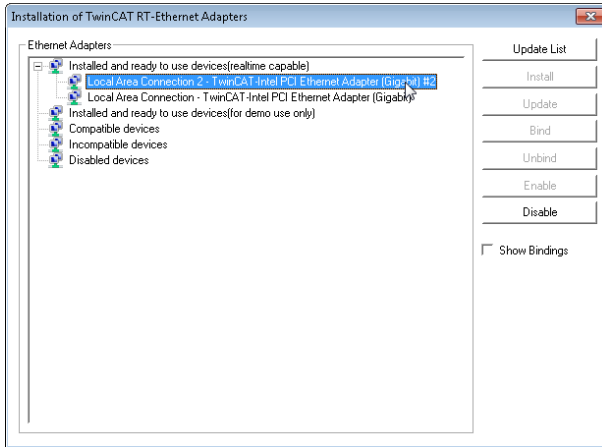 Installation of TwinCAT RT-Ethernet Adapters
Ethernet Adapters
Installed and ready to use devices(realtime capable)
Local Area Connection 2 - TwinCAT-Intel PCI Ethernet Adapter (Gigabit) #2
Local Area Connection - TwinCAT-Intel PCI Ethernet Adapter (Gigabit)
Installed and ready to use devices(for demo use only)
Compatible devices
Incompatible devices
Disabled devices
Update List
Install
Update
Bind
Unbind
Enable
Disable
Show Bindings